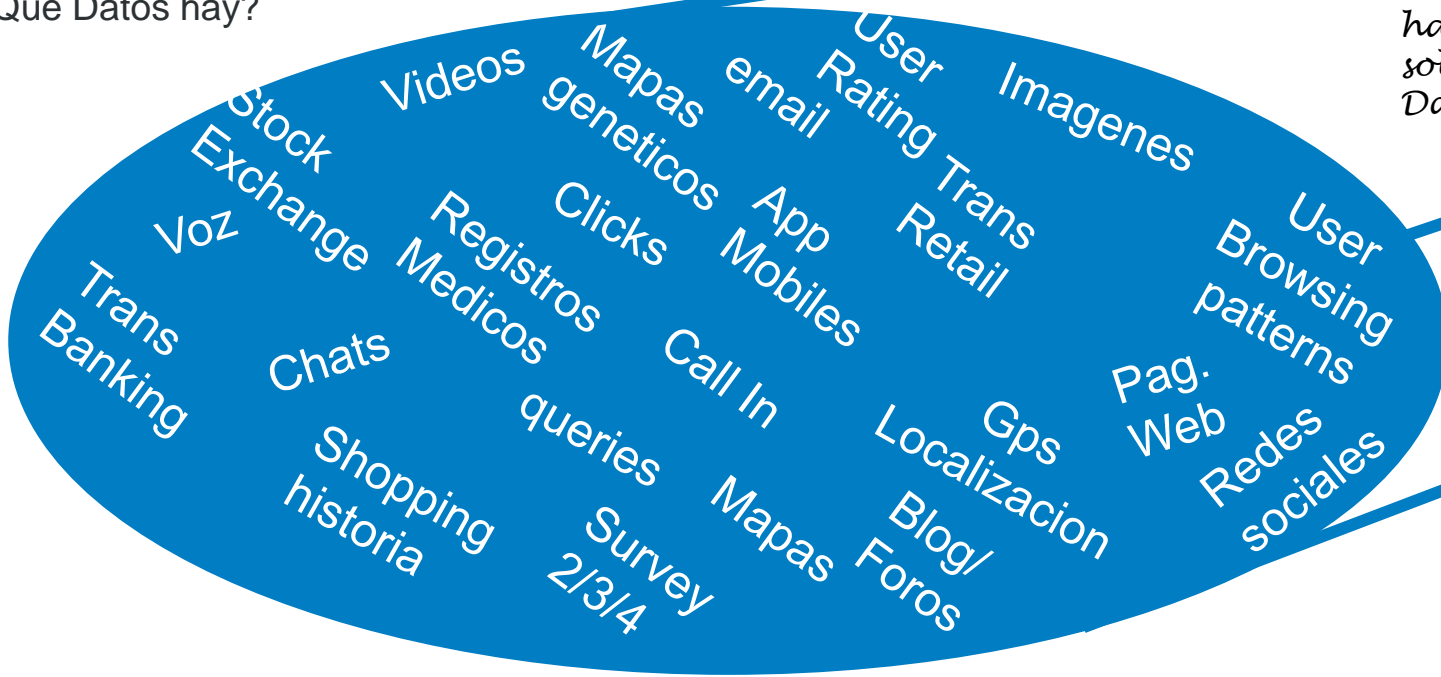 Que Datos hay?
Videos
Mapas
geneticos
email
User
Rating
Imagenes
Stock
Exchange
Voz
Clicks
Registros
Medicos
App
Mobiles
Trans
Retail
User
Browsing
patterns
Trans
Banking
Chats
queries
Call In
Gps
Localizacion
Pag.
Web
Redes
sociales
Shopping
historia
Survey
2/3/4
Mapas
Blog/
Foros